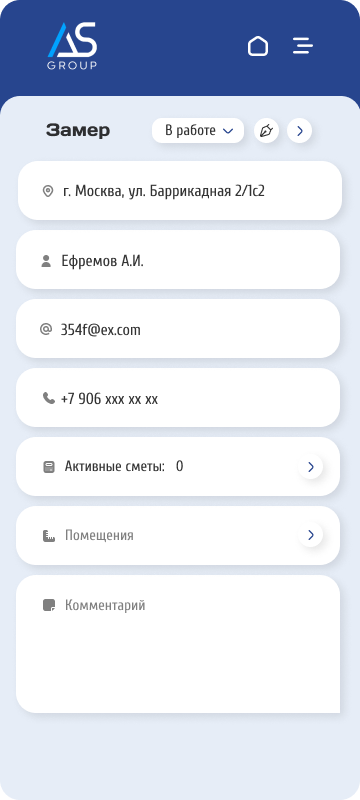 AS
GROUP
Замер
В работе
г. Москва, ул. Баррикадная 2/1с2
Ефремов А.И.
354f@ex.com
+7 906 xxx xx xx
Активные сметы: 0
Помещения
Комментарий